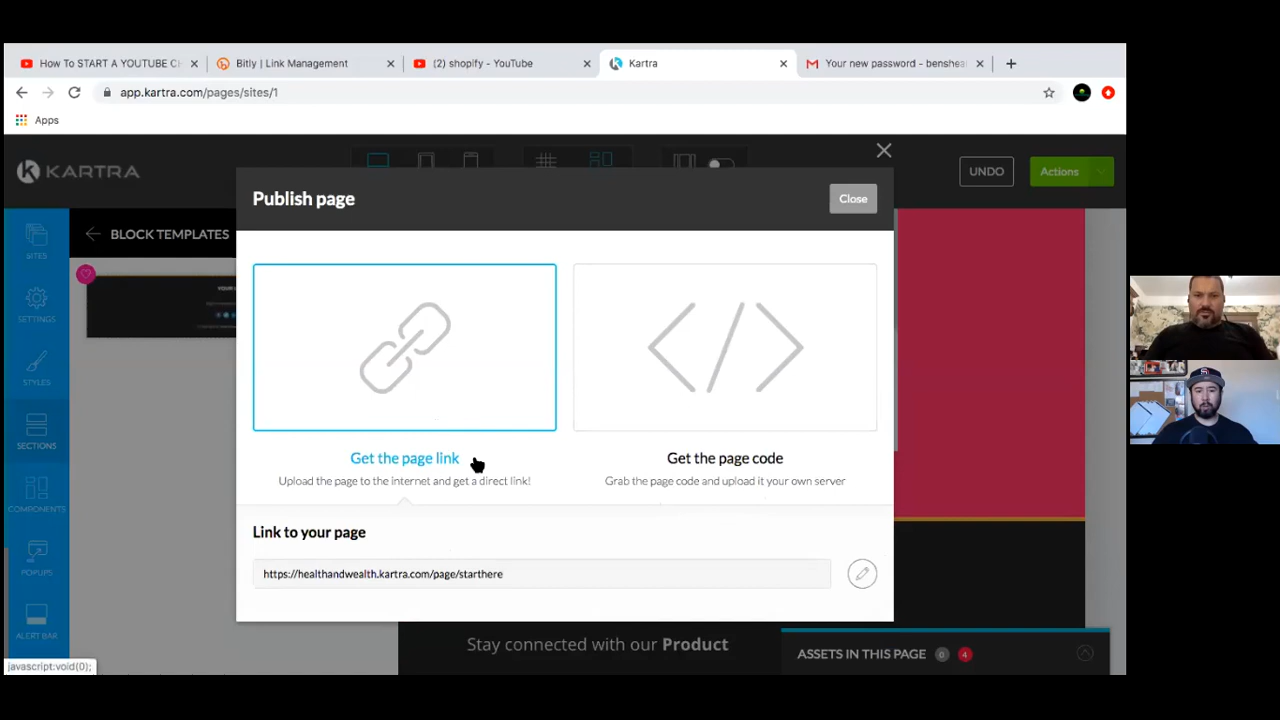 How To START A YOUTUBE CH
Bitly | Link Management
(2) shopify - YouTube
Kartra
Your new password - benshea
app.kartra.com/pages/sites/1
Apps
KARTRA
UNDO
Actions
Publish page
Close
BLOCK TEMPLATES
SITES
SETTINGS
STYLES
SECTIONS
COMPONENTS
POPUPS
ALERT BAR
Get the page link
Upload the page to the internet and get a direct link!
Get the page code
Grab the page code and upload it your own server
Link to your page
https://healthandwealth.kartra.com/page/starthere
Stay connected with our Product
ASSETS IN THIS PAGE 0 4
javascript:void(0);